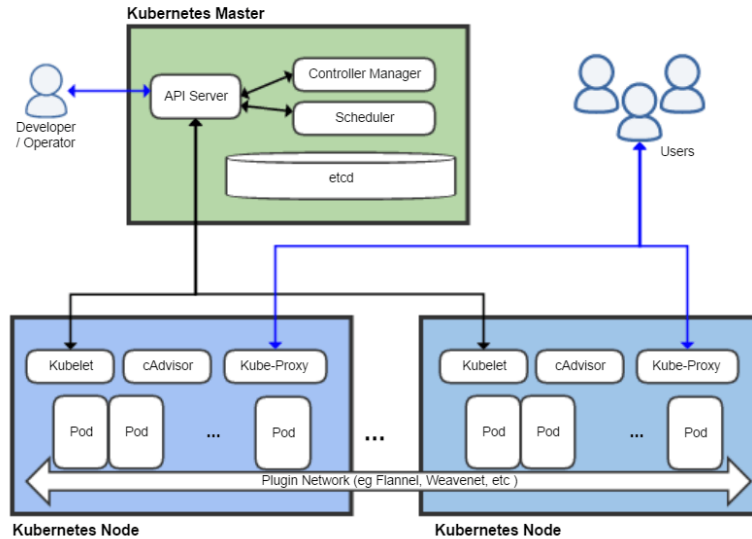 Kubernetes Master
API Server
Controller Manager
Scheduler
etcd
Developer
/ Operator
Users
Kubelet
cAdvisor
Kube-Proxy
Pod
Pod
...
Pod
...
Kubelet
cAdvisor
Kube-Proxy
Pod
Pod
...
Pod
Plugin Network (eg Flannel, Weavenet, etc )
Kubernetes Node
Kubernetes Node